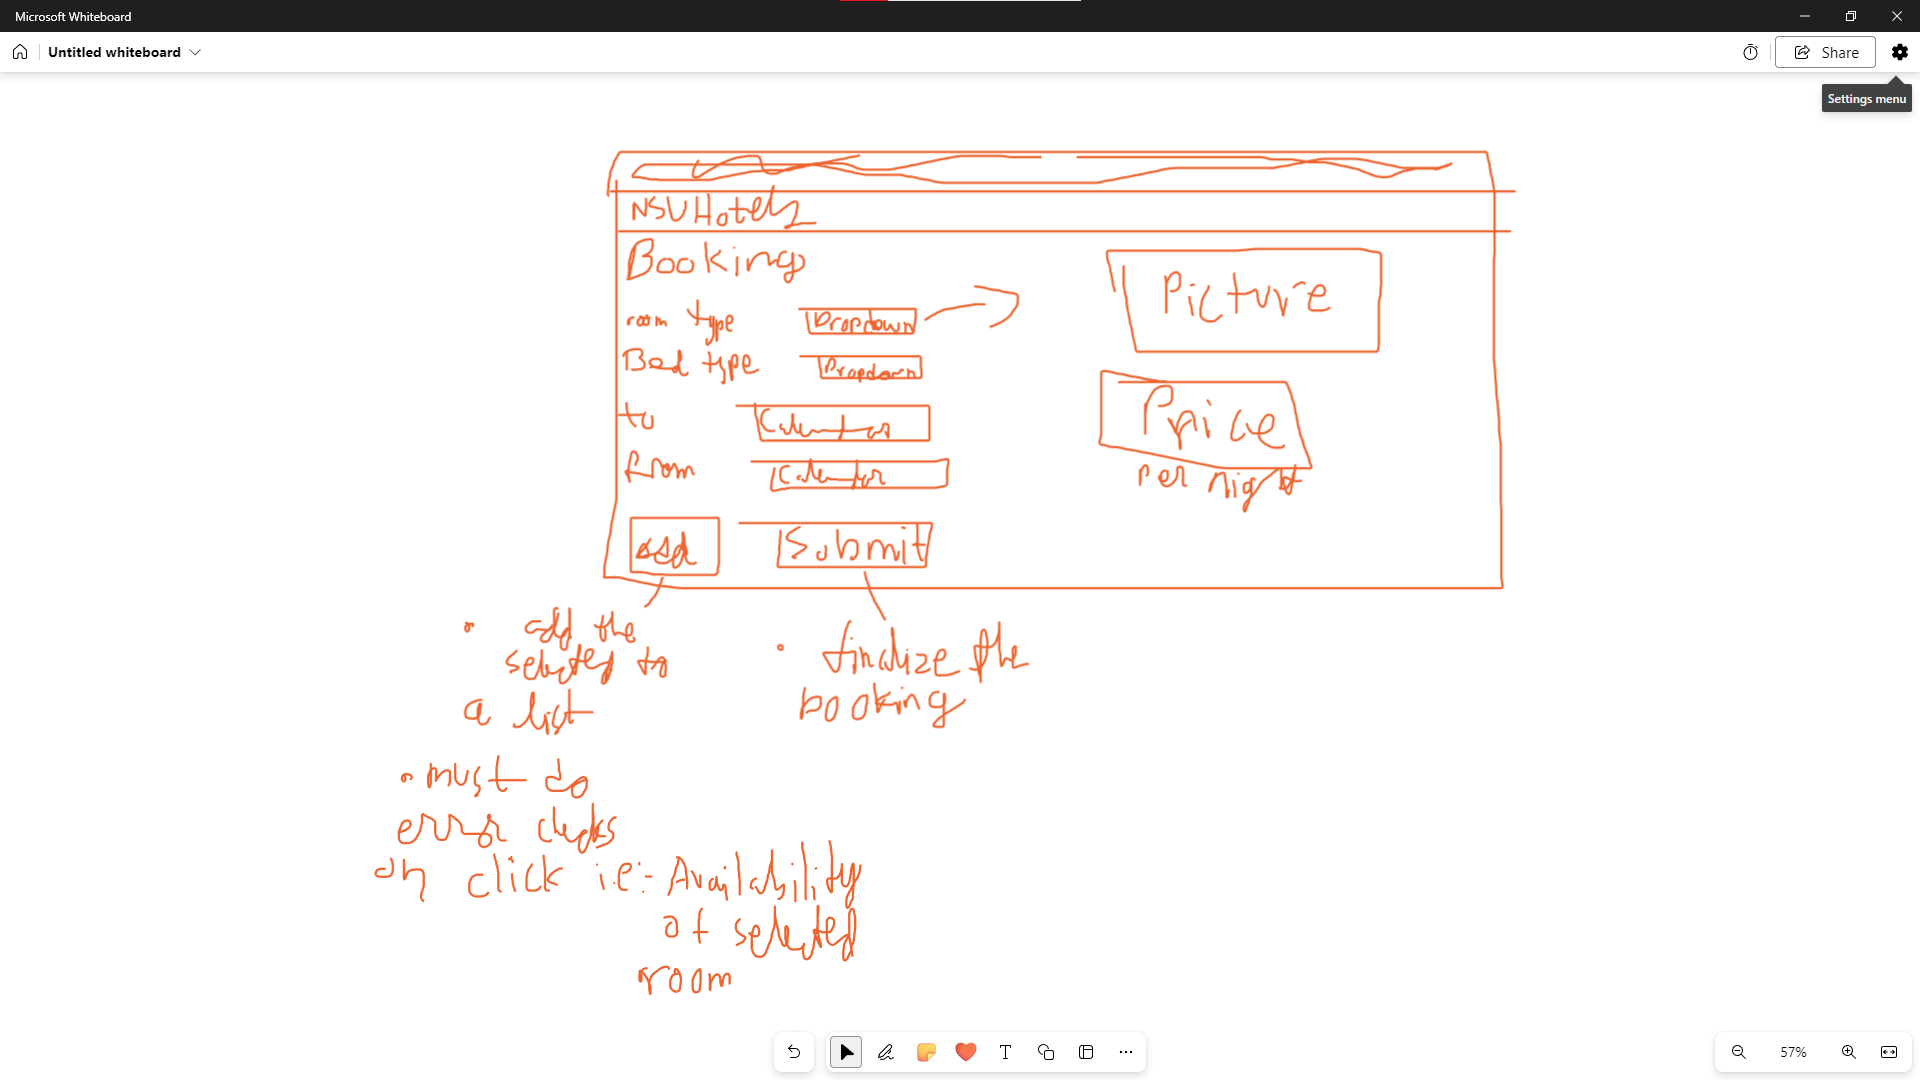 Microsoft Whiteboard
Untitled whiteboard
Share
Settings menu
NSU Hotels
Booking
room type
Dropdown
Picture
Bed type
Dropdown
to
Calendar
Price
from
Calendar
per night
add
Submit
• add the
selected to
a list
• finalize the
booking
• must do
error checks
on click i.e:- Availability
of selected
room
T
57%